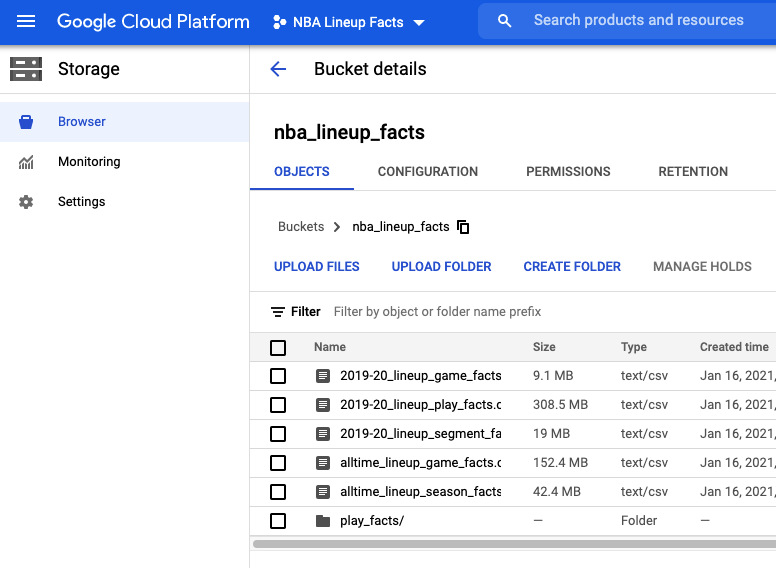 Google Cloud Platform NBA Lineup Facts Search products and resources
Storage
Bucket details
Browser
Monitoring
Settings
nba_lineup_facts
OBJECTS CONFIGURATION PERMISSIONS RETENTION
Buckets nba_lineup_facts
UPLOAD FILES UPLOAD FOLDER CREATE FOLDER MANAGE HOLDS
Filter Filter by object or folder name prefix
Name Size Type Created time
2019-20_lineup_game_facts 9.1 MB text/csv Jan 16, 2021,
2019-20_lineup_play_facts.c 308.5 MB text/csv Jan 16, 2021,
2019-20_lineup_segment_fa 19 MB text/csv Jan 16, 2021,
alltime_lineup_game_facts.c 152.4 MB text/csv Jan 16, 2021,
alltime_lineup_season_facts 42.4 MB text/csv Jan 16, 2021,
play_facts/ — Folder —